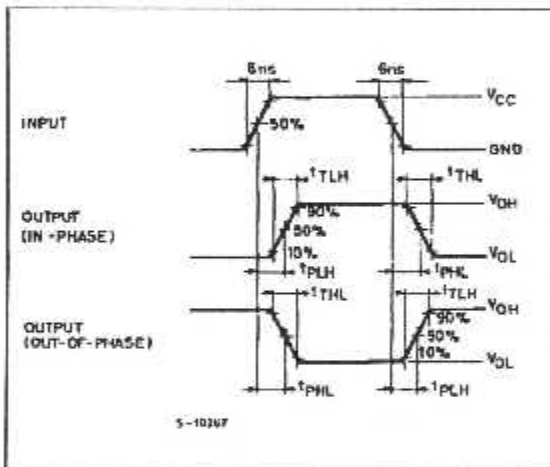 6ns 6ns
VCC
INPUT 50%
GND
tTLH tTHL
VOH
90%
OUTPUT 50%
(IN-PHASE) 10%
VOL
tPLH tPHL
tTHL tTLH
VOH
90%
OUTPUT 50%
(OUT-OF-PHASE) 10%
VOL
tPHL tPLH
S-10267